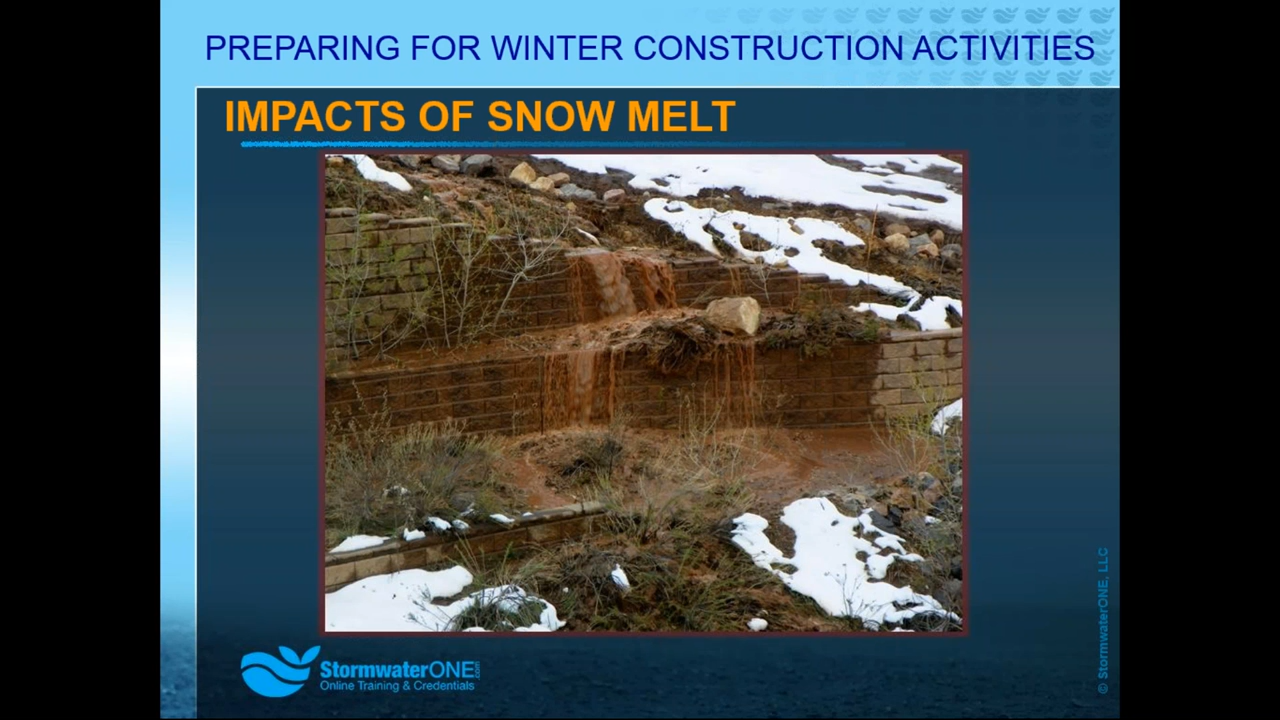 PREPARING FOR WINTER CONSTRUCTION ACTIVITIES
IMPACTS OF SNOW MELT
StormwaterONE.com
Online Training & Credentials
© StormwaterONE, LLC